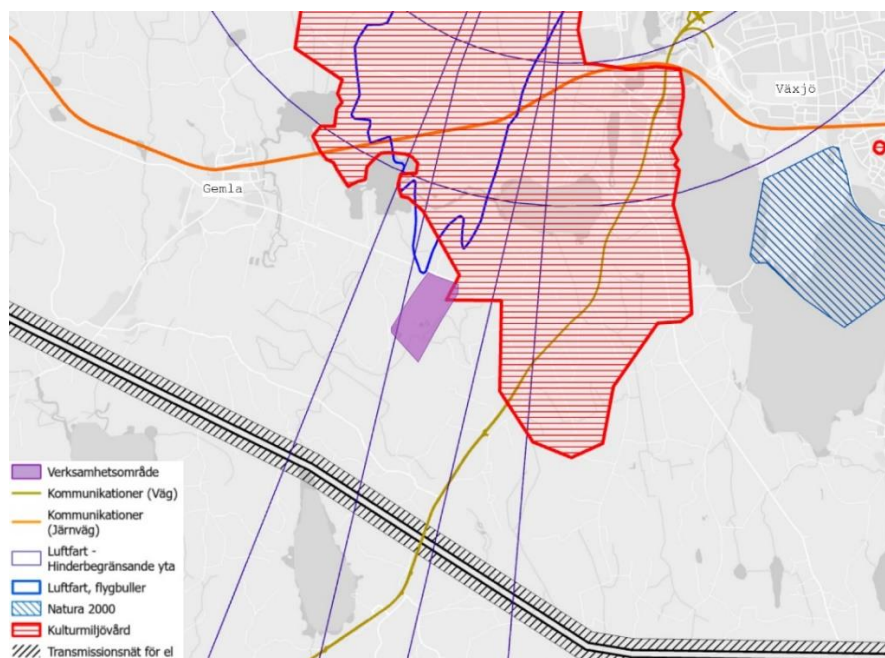 Växjö
Gemla
Verksamhetsområde
Kommunikationer (Väg)
Kommunikationer
(Järnväg)
Luftfart -
Hinderbegränsande yta
Luftfart, flygbuller
Natura 2000
Kulturmiljövård
Transmissionsnät för el